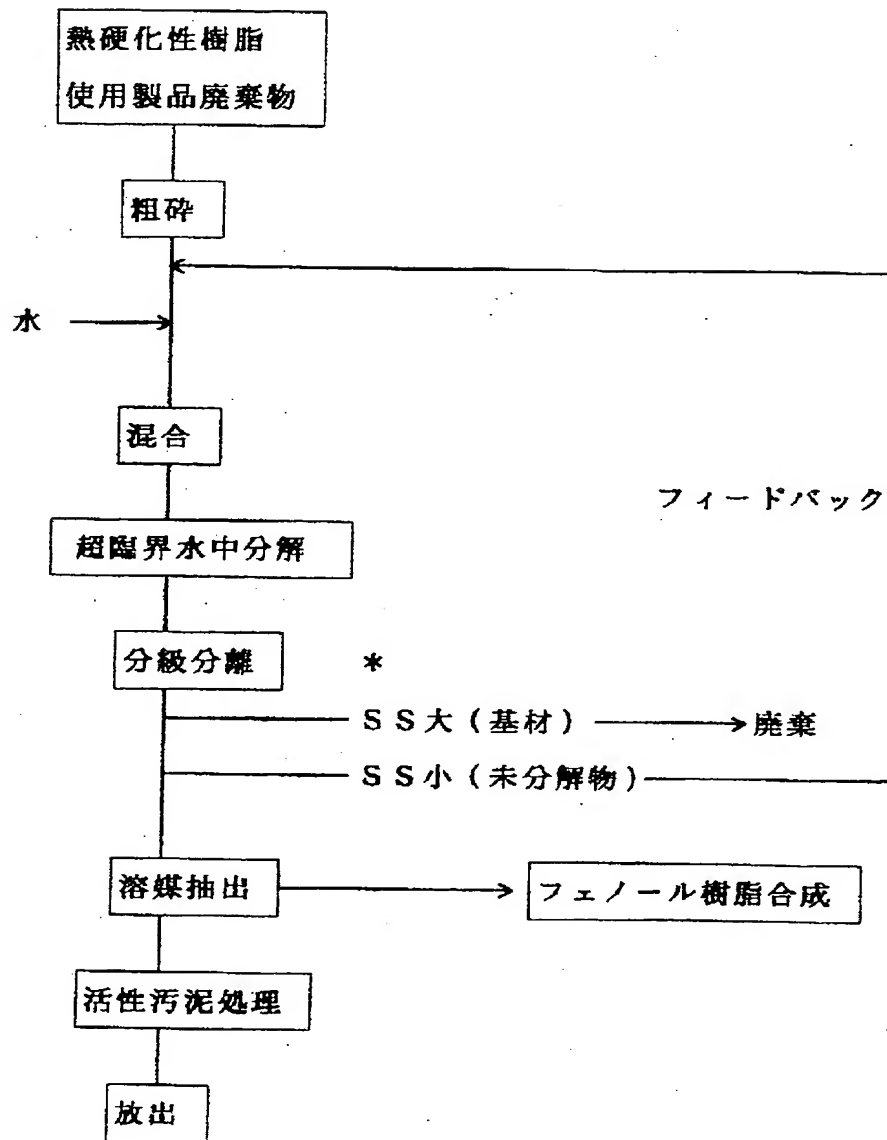 熱硬化性樹脂
使用製品廃棄物
粗砕
水
混合
フィードバック
超臨界水中分解
分級分離
*
SS大(基材)
廃棄
SS小(未分解物)
溶媒抽出
フェノール樹脂合成
活性汚泥処理
放出